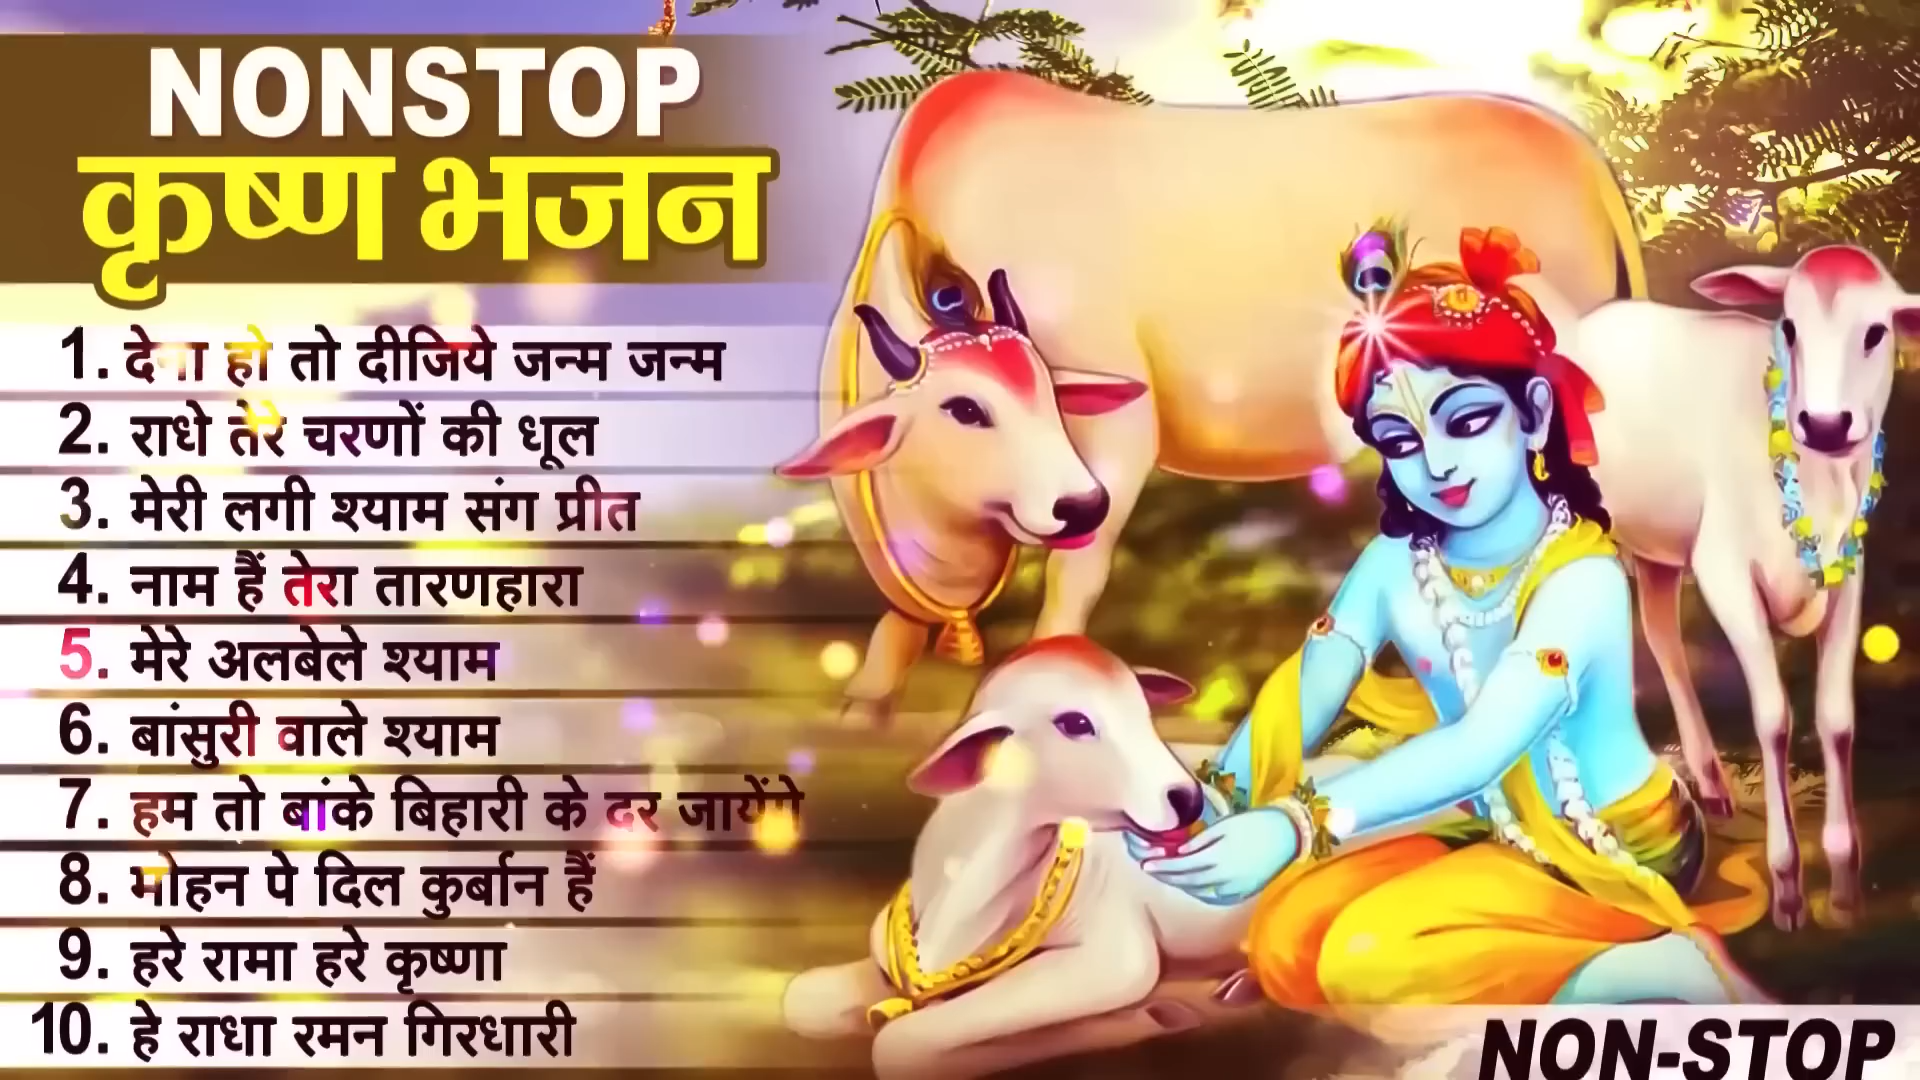 NONSTOP
कृष्ण भजन
1. देना हो तो दीजिये जन्म जन्म
2. राधे तेरे चरणों की धूल
3. मेरी लगी श्याम संग प्रीत
4. नाम हैं तेरा तारणहारा
5. मेरे अलबेले श्याम
6. बांसुरी वाले श्याम
7. हम तो बांके बिहारी के दर जायेंगे
8. मोहन पे दिल कुर्बान हैं
9. हरे रामा हरे कृष्णा
10. हे राधा रमन गिरधारी
NON-STOP